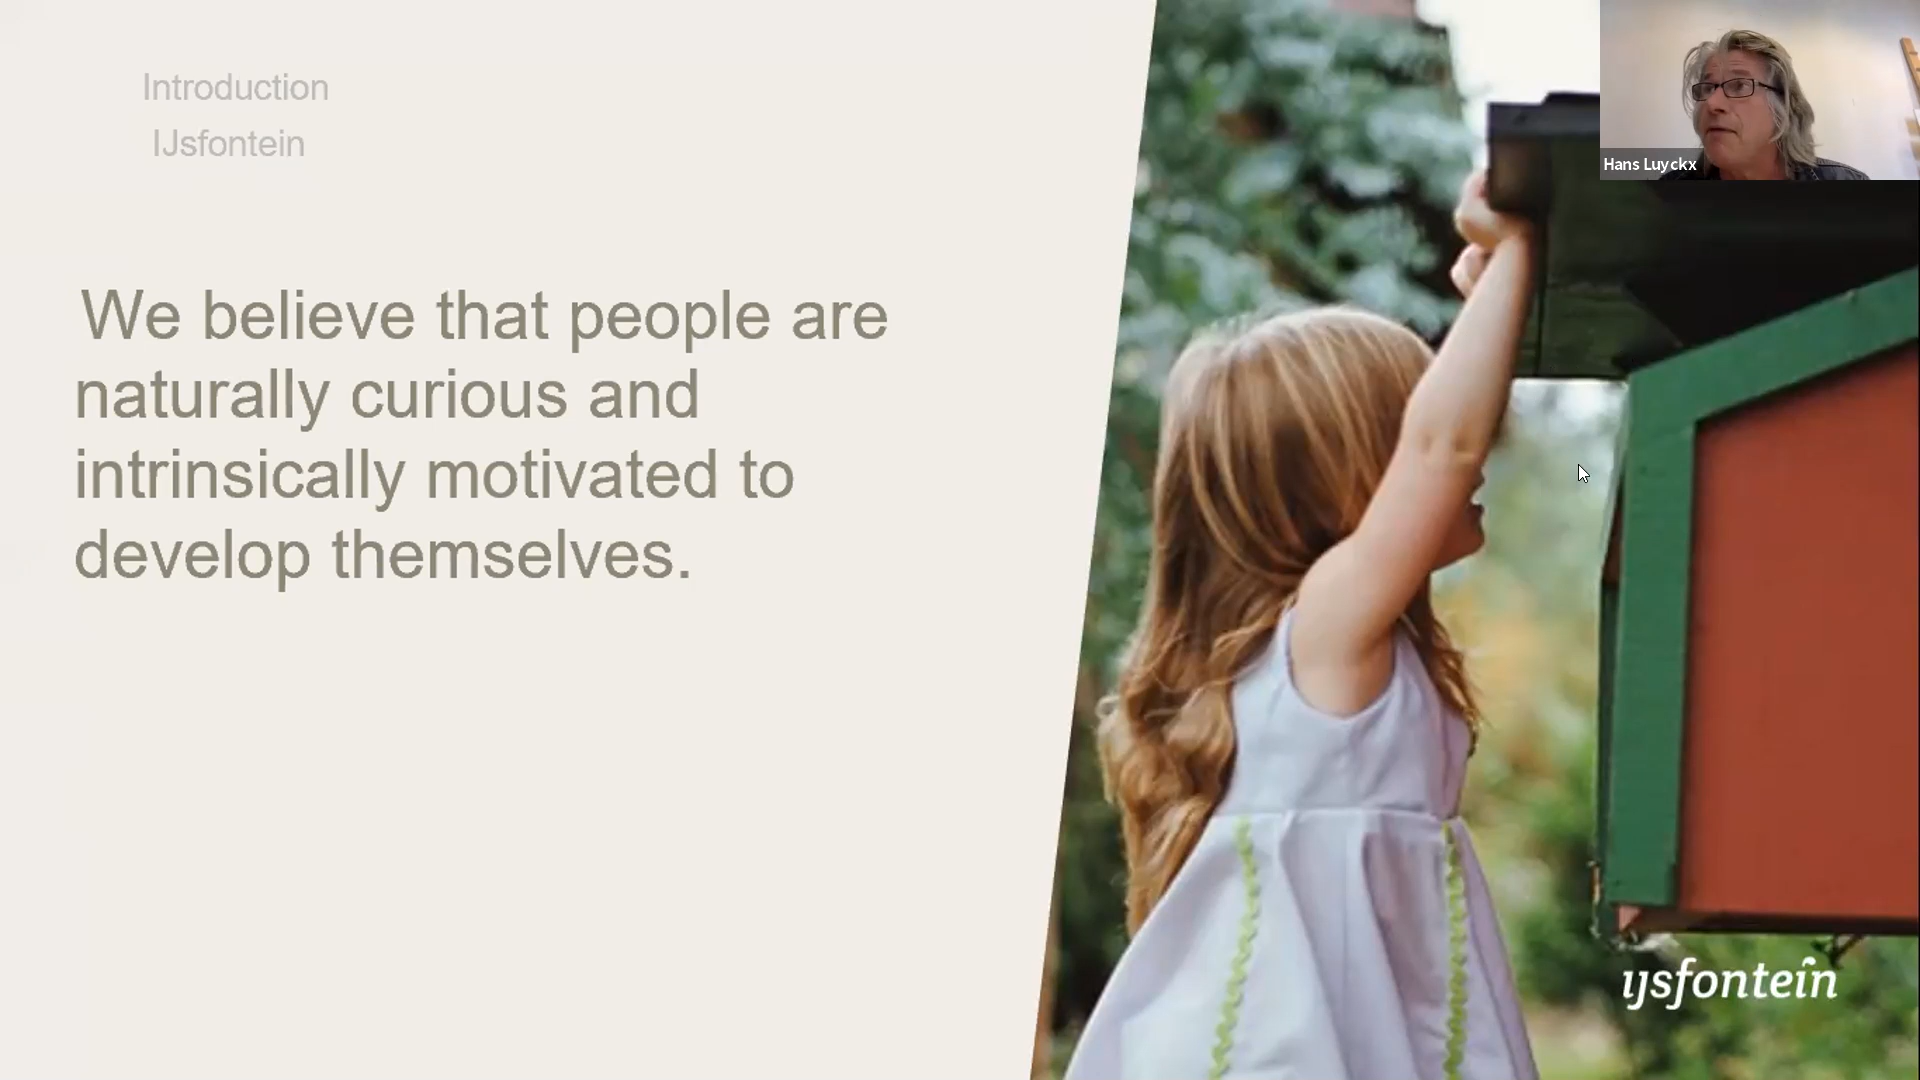 Introduction
IJsfontein
We believe that people are
naturally curious and
intrinsically motivated to
develop themselves.
Hans Luyckx
ijsfontein